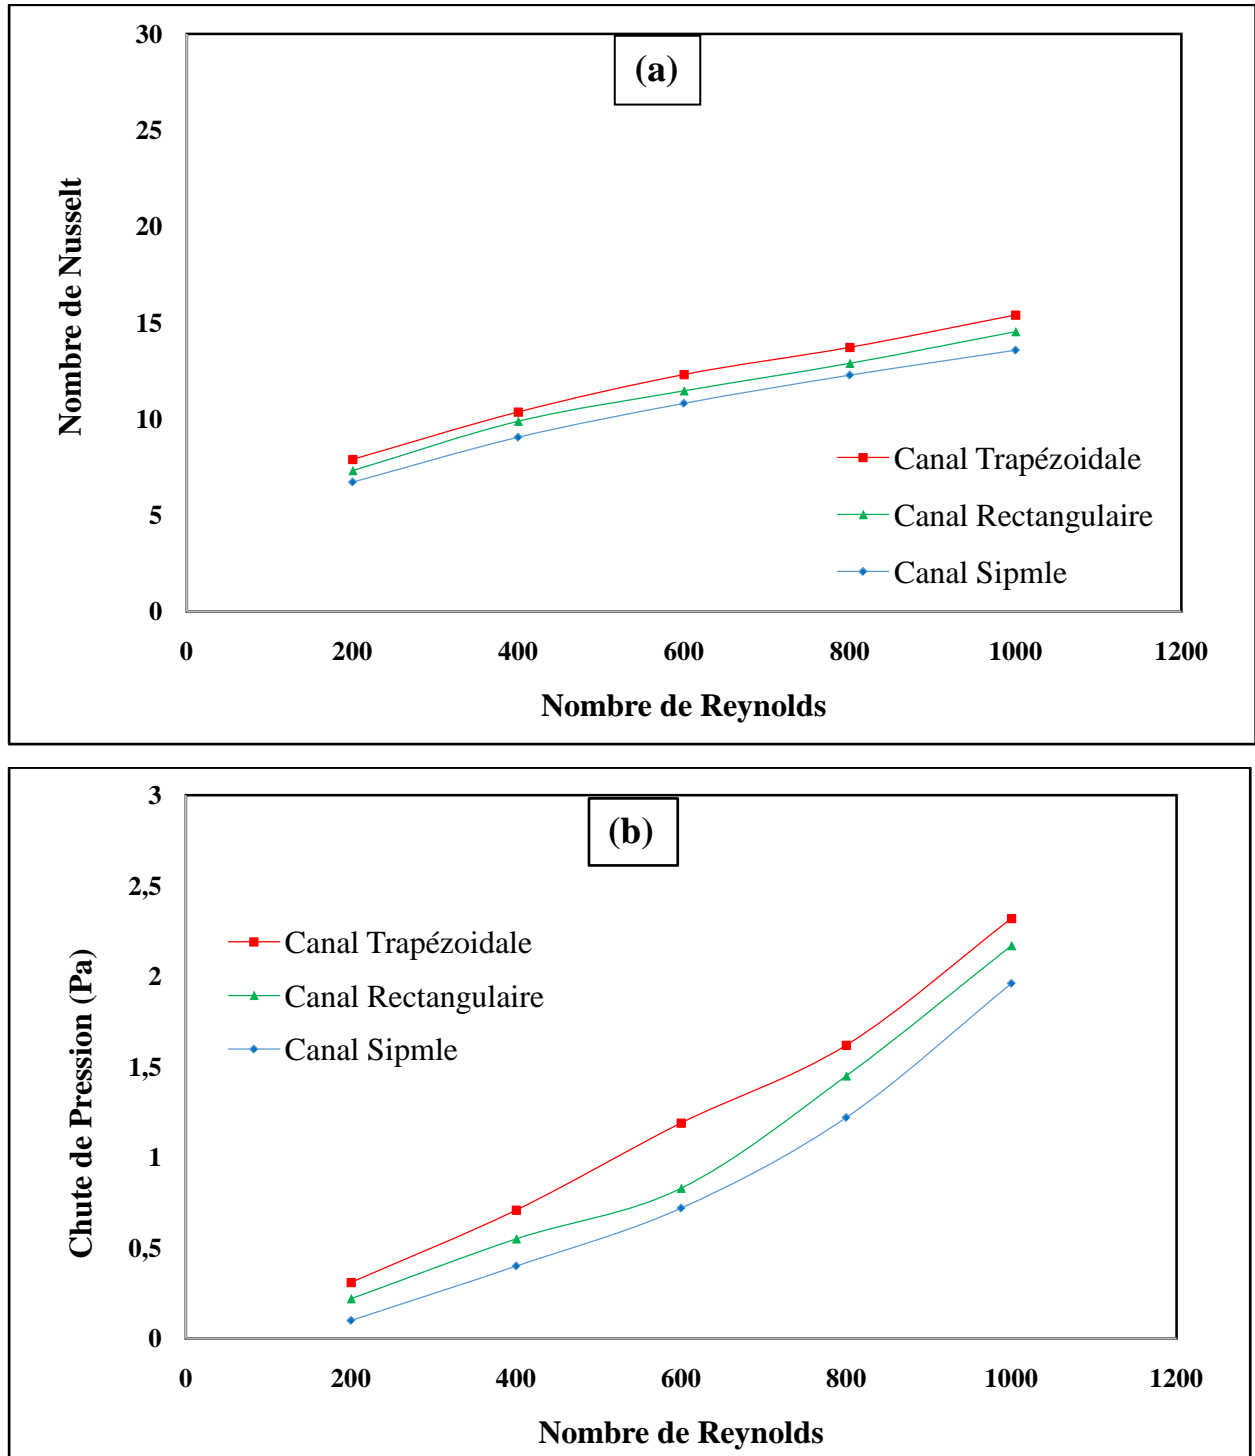 (a)
30
25
20
15
10
5
0
Nombre de Nusselt
Canal Trapézoidale
Canal Rectangulaire
Canal Sipmle
0 200 400 600 800 1000 1200
Nombre de Reynolds
(b)
3
2,5
2
1,5
1
0,5
0
Chute de Pression (Pa)
Canal Trapézoidale
Canal Rectangulaire
Canal Sipmle
0 200 400 600 800 1000 1200
Nombre de Reynolds